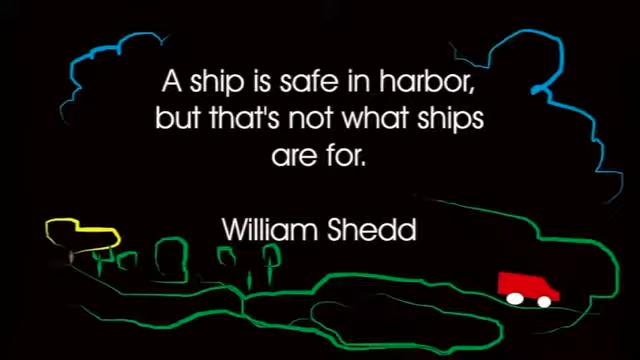 A ship is safe in harbor,
but that's not what ships
are for.
William Shedd